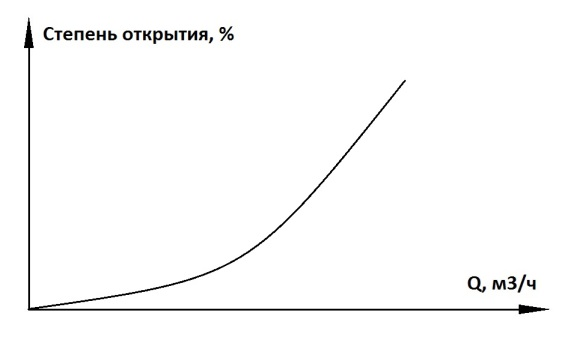 Степень открытия, %
Q, м3/ч